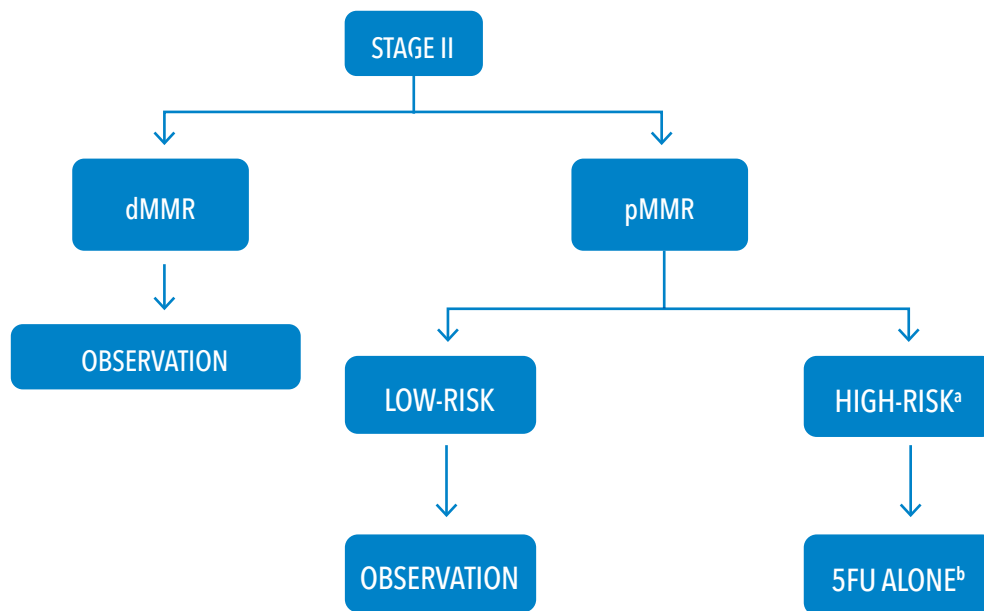 STAGE II
dMMR
pMMR
OBSERVATION
LOW-RISK
HIGH-RISKᵃ
OBSERVATION
5FU ALONEᵇ